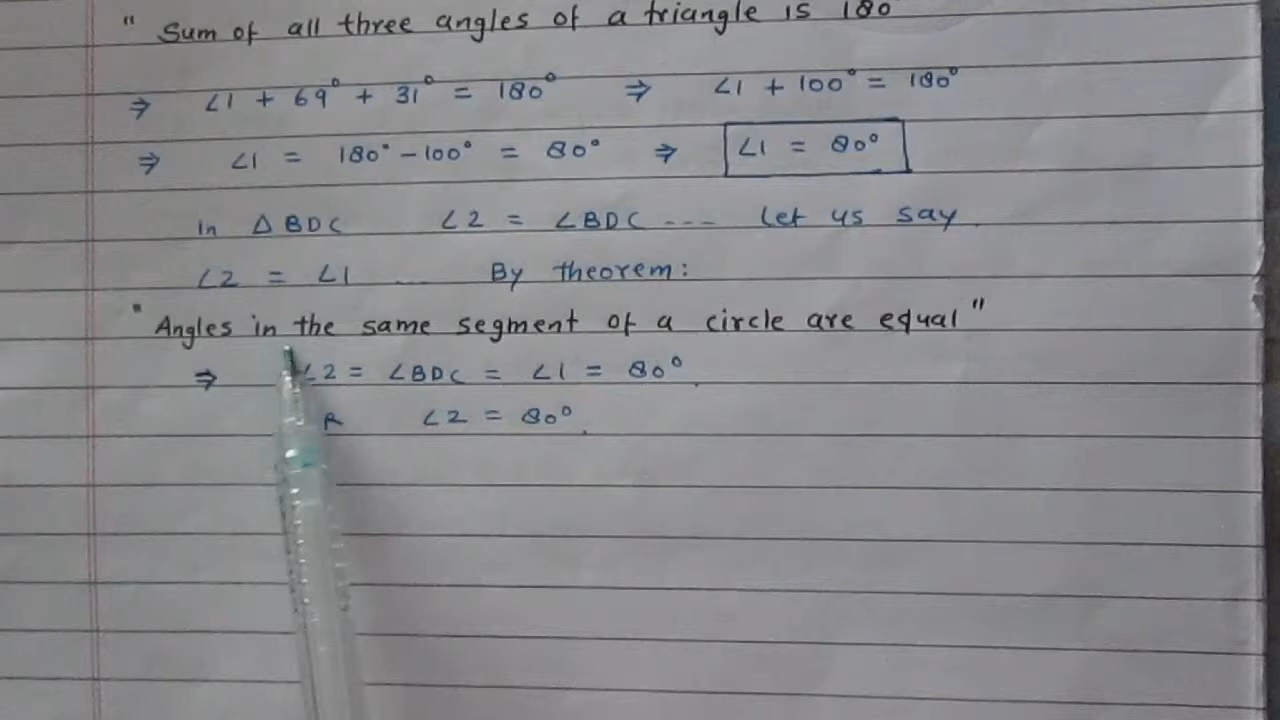 " Sum of all three angles of a triangle is 180
⇒ ∠1 + 69° + 31° = 180° ⇒ ∠1 + 100° = 180°
⇒ ∠1 = 180° - 100° = 80° ⇒ ∠1 = 80°
In △ BDC ∠2 = ∠BDC ---- Let us say
∠2 = ∠1 ... By theorem:
" Angles in the same segment of a circle are equal "
⇒ ∠2 = ∠BDC = ∠1 = 80°
R ∠2 = 80°